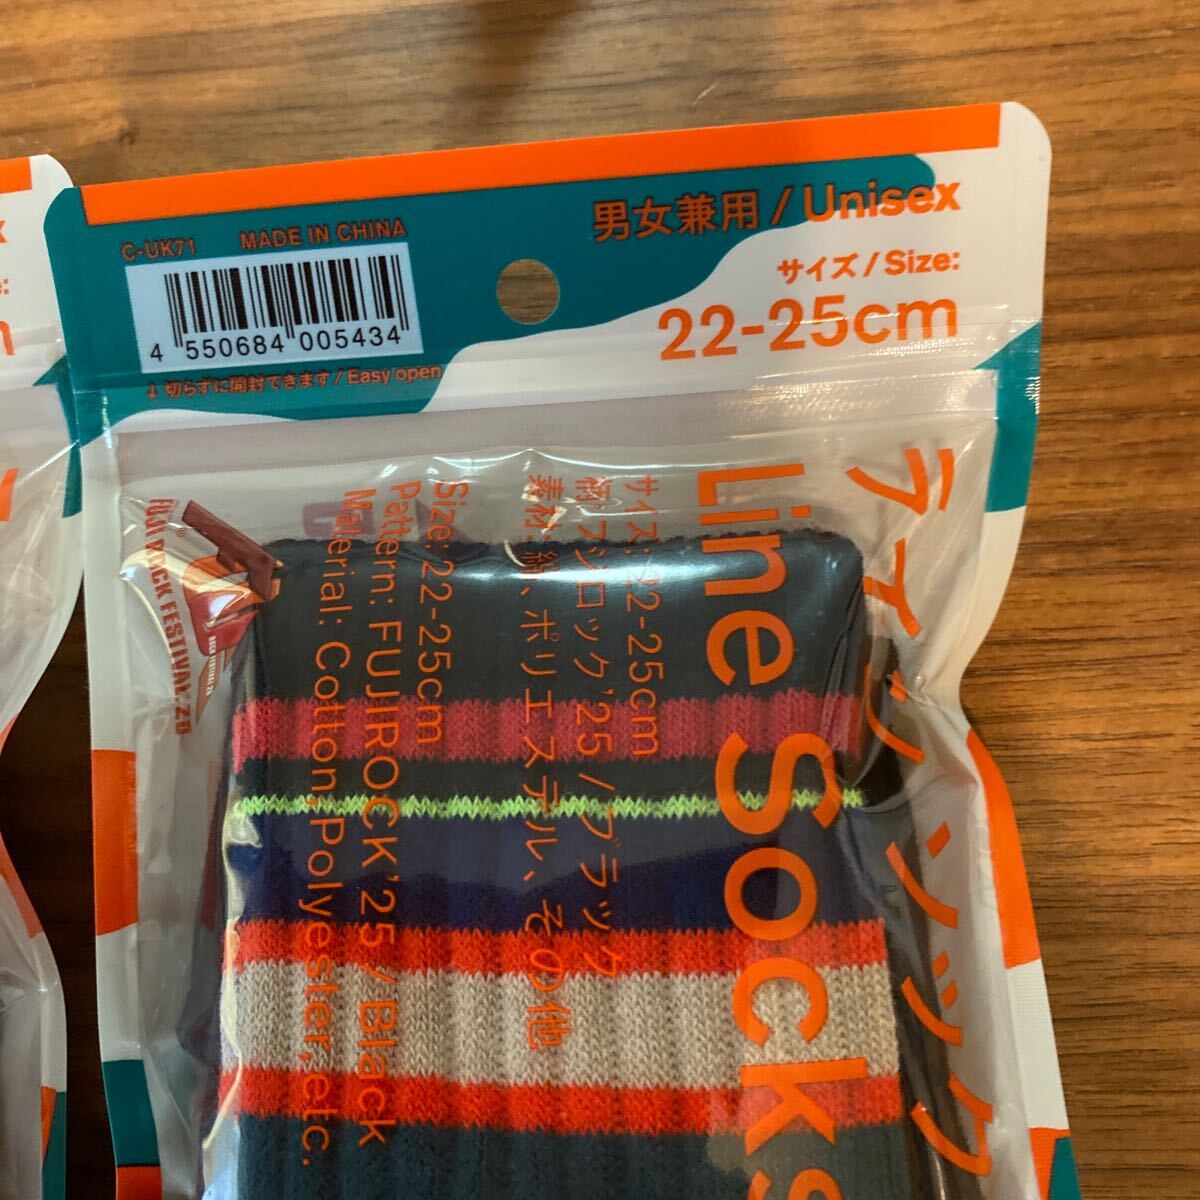 C-UK71 MADE IN CHINA
4 550684 005434
↓ 切らずに開封できます / Easy open
男女兼用 / Unisex
サイズ / Size:
22-25cm
ラインソック
Line Socks
サイズ: 22-25cm
柄: フジロック'25 / ブラック
素材: 綿、ポリエステル、その他
Size: 22-25cm
Pattern: FUJIROCK'25 / Black
Material: Cotton, Polyester, etc.
FUJI ROCK FESTIVAL'25